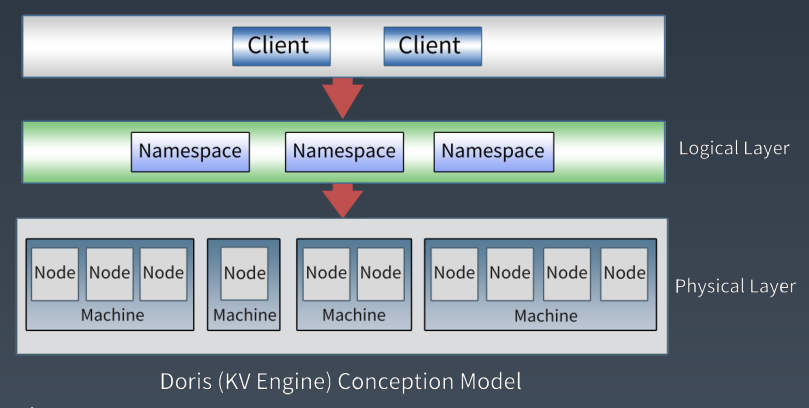 Client Client
Namespace Namespace Namespace
Logical Layer
Node Node Node Node Node Node Node Node Node Node
Machine Machine Machine Machine
Physical Layer
Doris (KV Engine) Conception Model